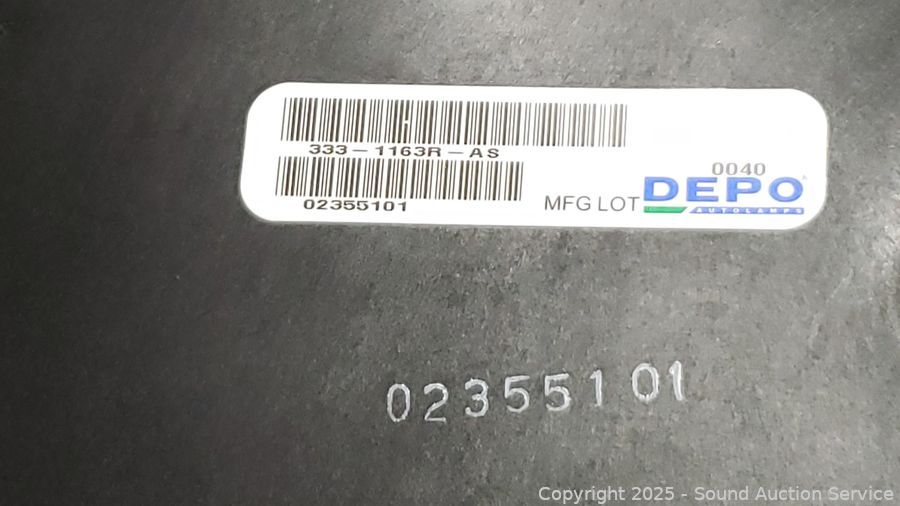 333-1163R-AS
02355101
MFG LOT
0040
DEPO
AUTOLAMPS
02355101
Copyright 2025 - Sound Auction Service